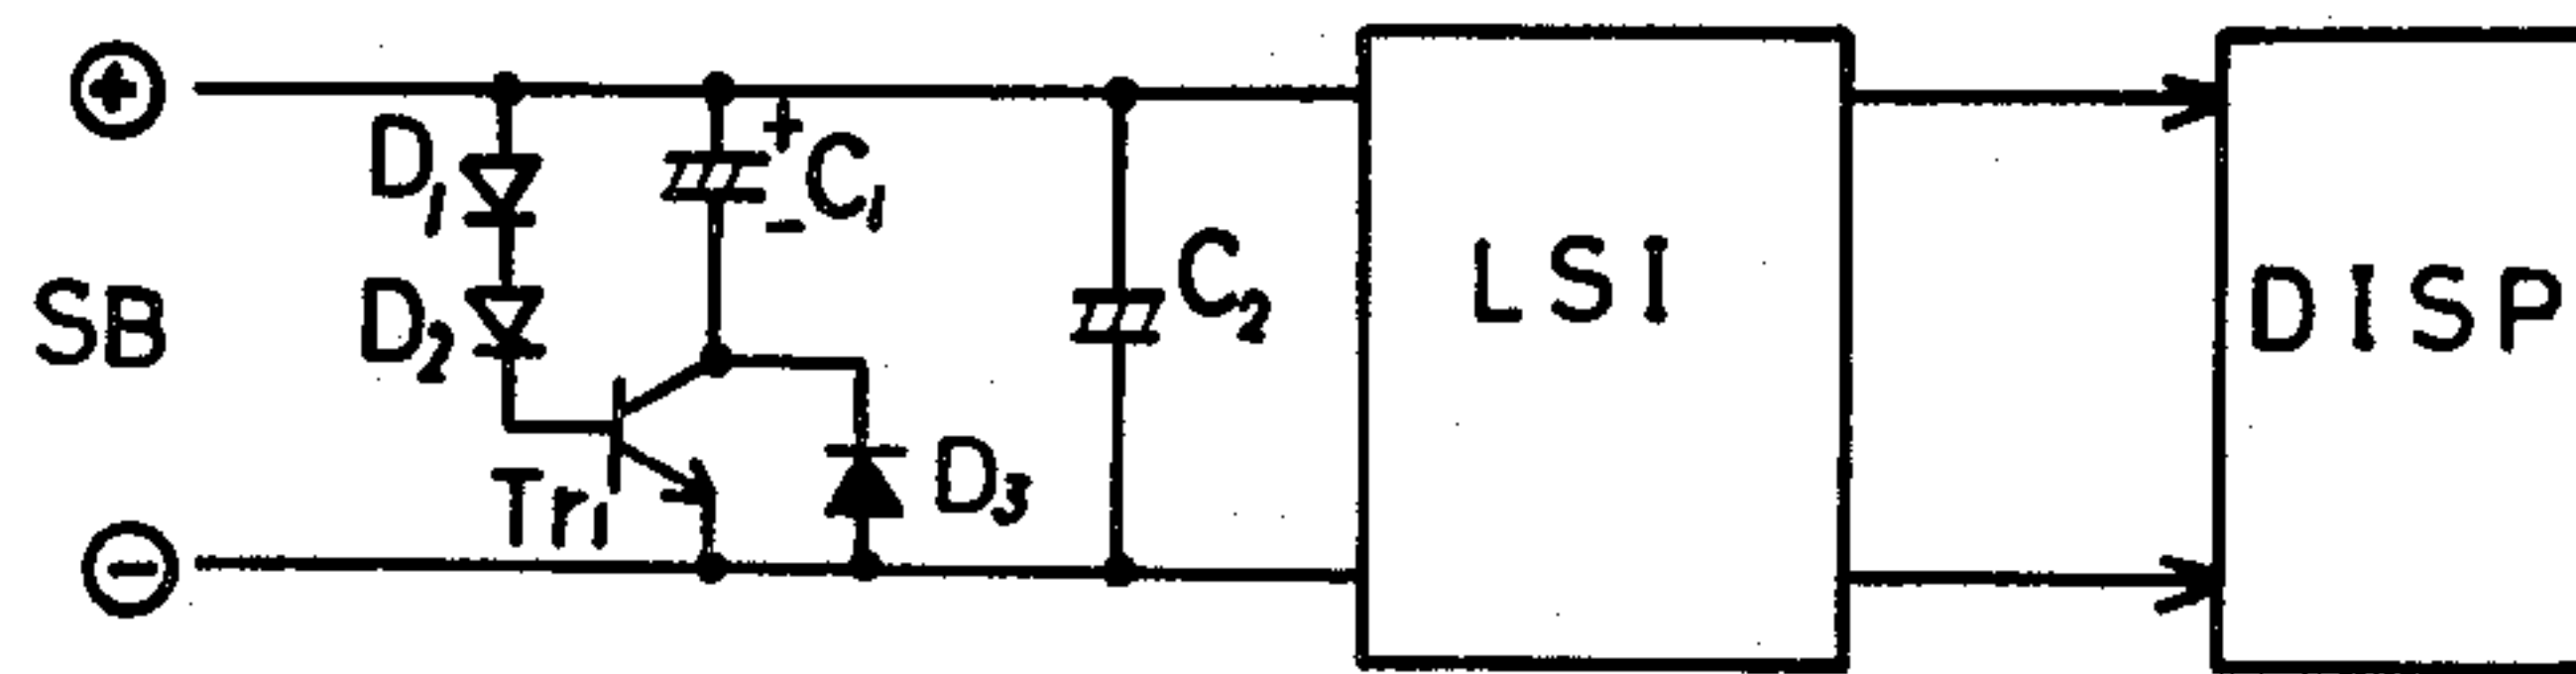 ⊕
D1
+
C1
-
SB
D2
C2
LSI
DISP
Tr1
D3
⊖